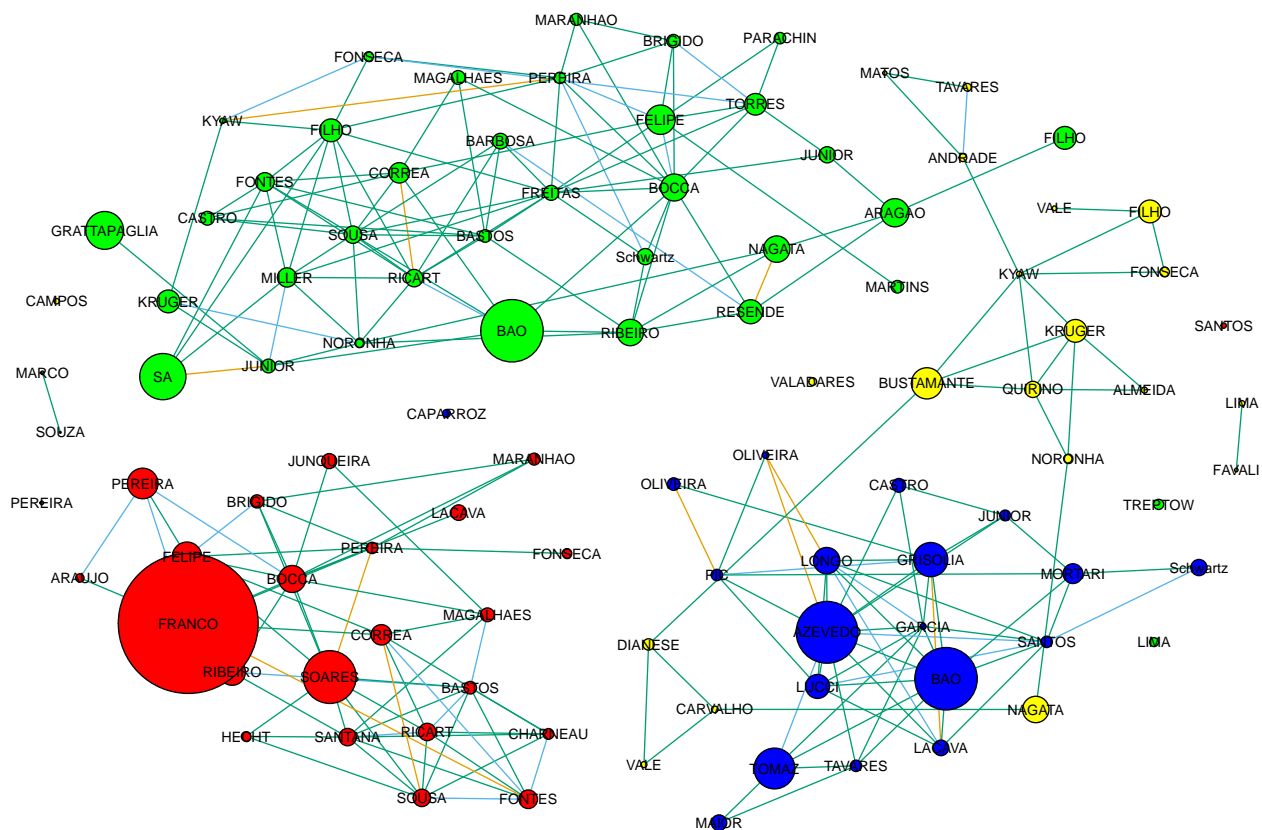 MARANHAO
BRIGIDO
PARACHIN
FONSECA
MAGALHAES
PEREIRA
MATOS
TAVARES
TORRES
KYAW
FILHO
FELIPE
BARBOSA
FILHO
JUNIOR
ANDRADE
CORREA
FONTES
FREITAS
BOCCA
VALE
FILHO
CASTRO
ARAGAO
GRATTAPAGLIA
SOUSA
BASTOS
NAGATA
Schwartz
KYAW
FONSECA
MILLER
RICART
MARTINS
CAMPOS
KRUGER
RESENDE
SANTOS
BAO
RIBEIRO
KRUGER
NORONHA
JUNIOR
MARCO
SA
VALADARES
BUSTAMANTE
QUIRINO
ALMEIDA
LIMA
CAPARROZ
SOUZA
OLIVEIRA
NORONHA
JUNQUEIRA
MARANHAO
FAVALI
PEREIRA
OLIVEIRA
CASTRO
PEREIRA
BRIGIDO
TREPTOW
LACAVA
JUNIOR
PEREIRA
FONSECA
FELIPE
LONGO
GRISOLIA
Schwartz
ARAUJO
BOCCA
RIC
MORTARI
MAGALHAES
FRANCO
CORREA
AZEVEDO
GARCIA
SANTOS
LIMA
DIANESE
RIBEIRO
SOARES
BASTOS
LUCCI
BAO
CARVALHO
NAGATA
HECHT
SANTANA
RICART
CHARNEAU
LACAVA
VALE
TOMAZ
TAVARES
SOUSA
FONTES
MAIOR